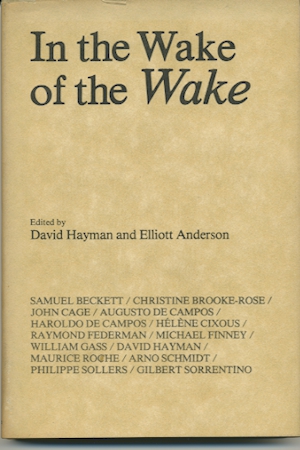 In the Wake
of the Wake
Edited by
David Hayman and Elliott Anderson
SAMUEL BECKETT / CHRISTINE BROOKE-ROSE /
JOHN CAGE / AUGUSTO DE CAMPOS /
HAROLDO DE CAMPOS / HÉLÈNE CIXOUS /
RAYMOND FEDERMAN / MICHAEL FINNEY /
WILLIAM GASS / DAVID HAYMAN /
MAURICE ROCHE / ARNO SCHMIDT /
PHILIPPE SOLLERS / GILBERT SORRENTINO